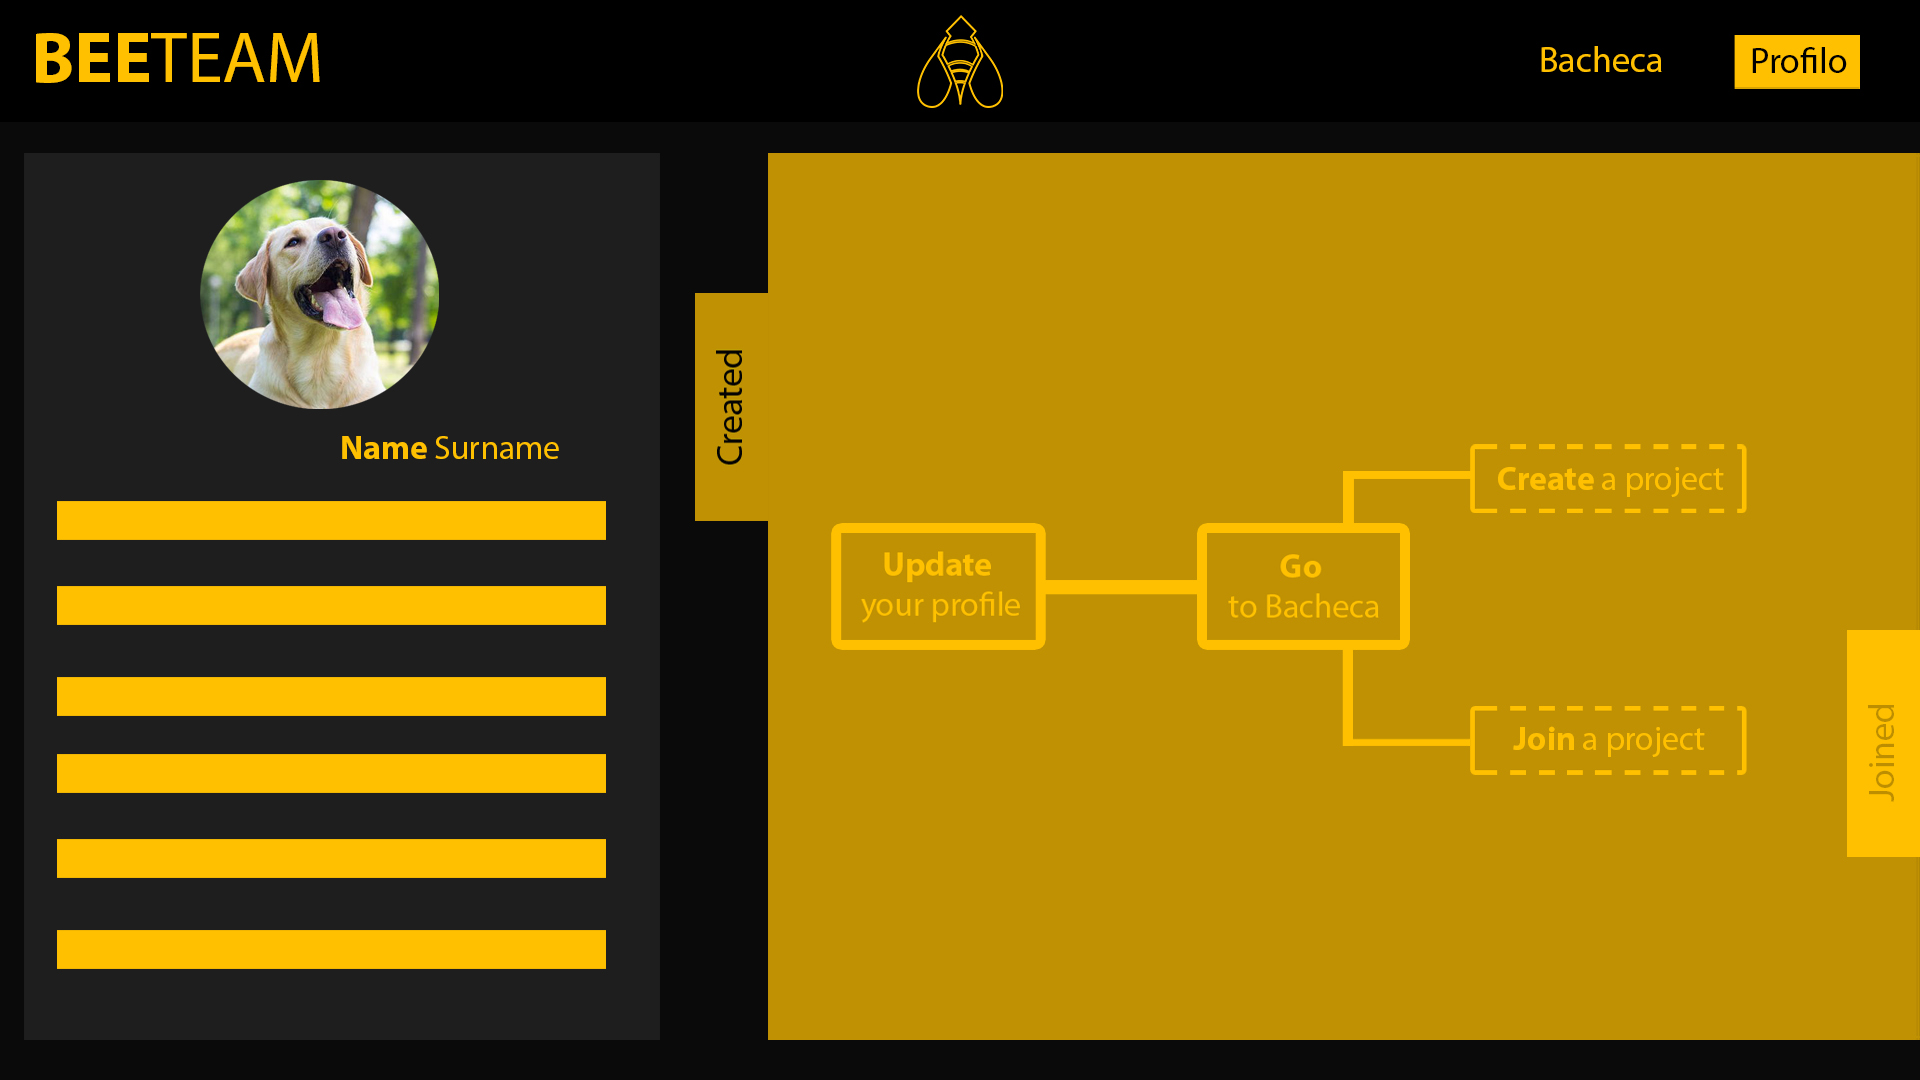 BEETEAM
Bacheca
Profilo
Name Surname
Created
Update
your profile
Go
to Bacheca
Create a project
Join a project
Joined